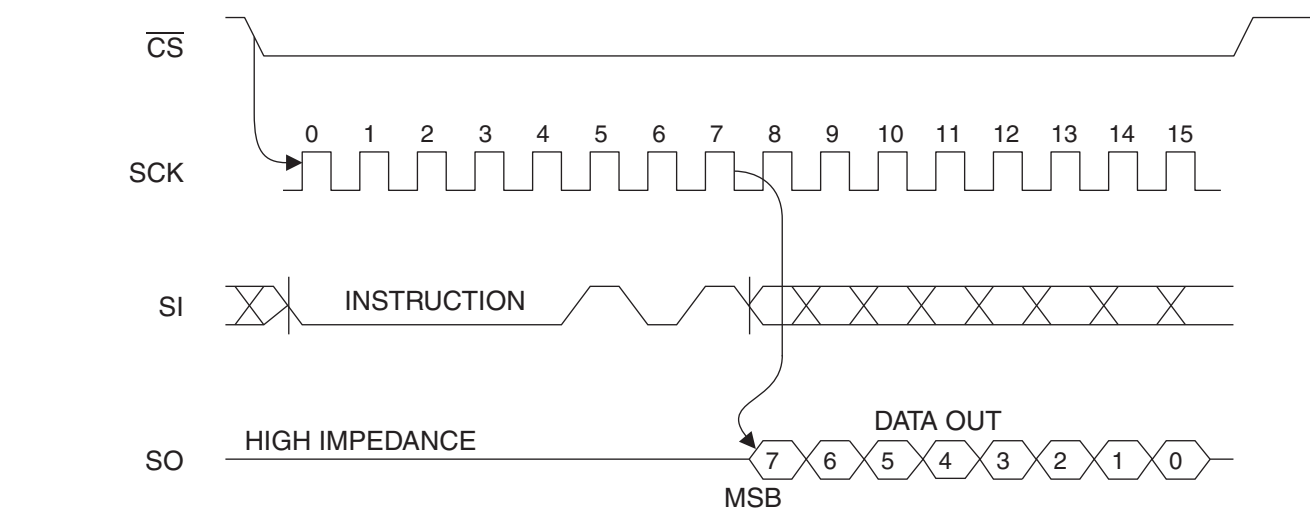 C̅S̅
0 1 2 3 4 5 6 7 8 9 10 11 12 13 14 15
SCK
SI
INSTRUCTION
DATA OUT
HIGH IMPEDANCE
SO
7 6 5 4 3 2 1 0
MSB